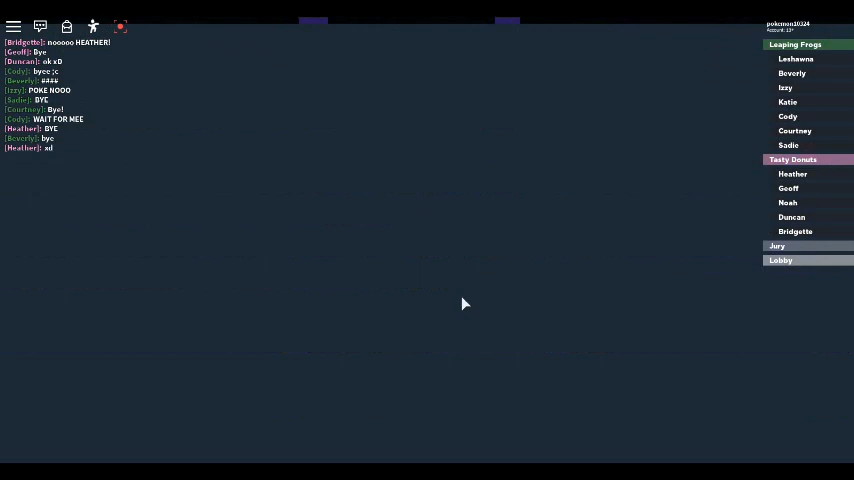 pokemon10324
Account: 13+
[Bridgette]: nooooo HEATHER!
[Geoff]: Bye
[Duncan]: ok xD
[Cody]: byee ;c
[Beverly]: ####
[Izzy]: POKE NOOO
[Sadie]: BYE
[Courtney]: Bye!
[Cody]: WAIT FOR MEE
[Heather]: BYE
[Beverly]: bye
[Heather]: xd
Leaping Frogs
Leshawna
Beverly
Izzy
Katie
Cody
Courtney
Sadie
Tasty Donuts
Heather
Geoff
Noah
Duncan
Bridgette
Jury
Lobby